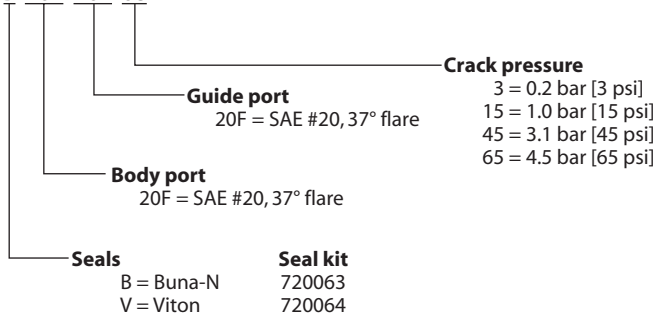 Crack pressure
3 = 0.2 bar [3 psi]
15 = 1.0 bar [15 psi]
45 = 3.1 bar [45 psi]
65 = 4.5 bar [65 psi]
Guide port
20F = SAE #20, 37° flare
Body port
20F = SAE #20, 37° flare
Seals Seal kit
B = Buna-N 720063
V = Viton 720064